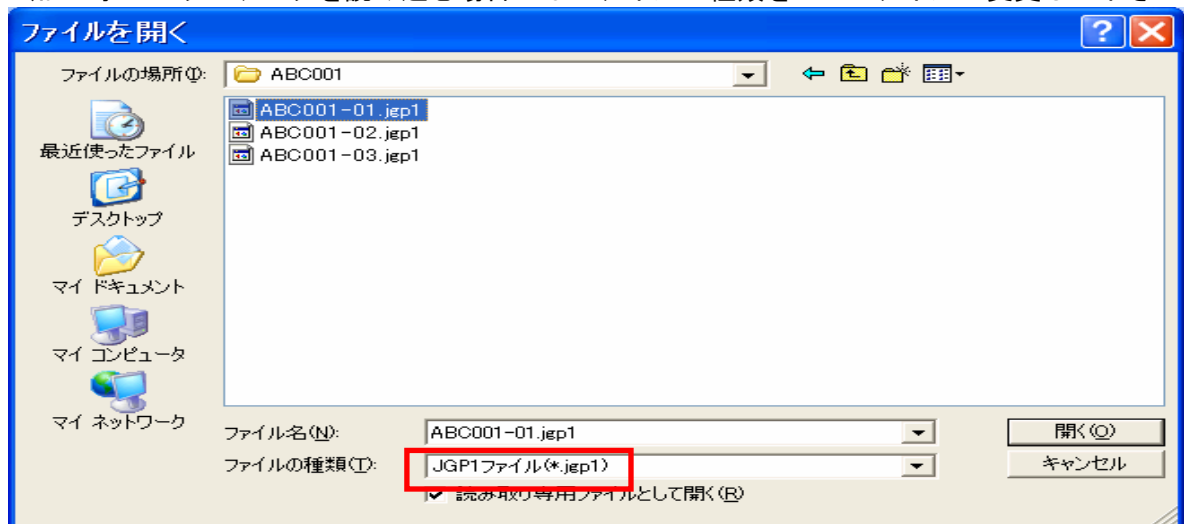 ファイルを開く
ファイルの場所(I):
ABC001
ABC001-01.jgp1
ABC001-02.jgp1
ABC001-03.jgp1
最近使ったファイル
デスクトップ
マイ ドキュメント
マイ コンピュータ
マイ ネットワーク
ファイル名(N):
ABC001-01.jgp1
開く(O)
ファイルの種類(T):
JGP1ファイル(*.jgp1)
キャンセル
読み取り専用ファイルとして開く(R)